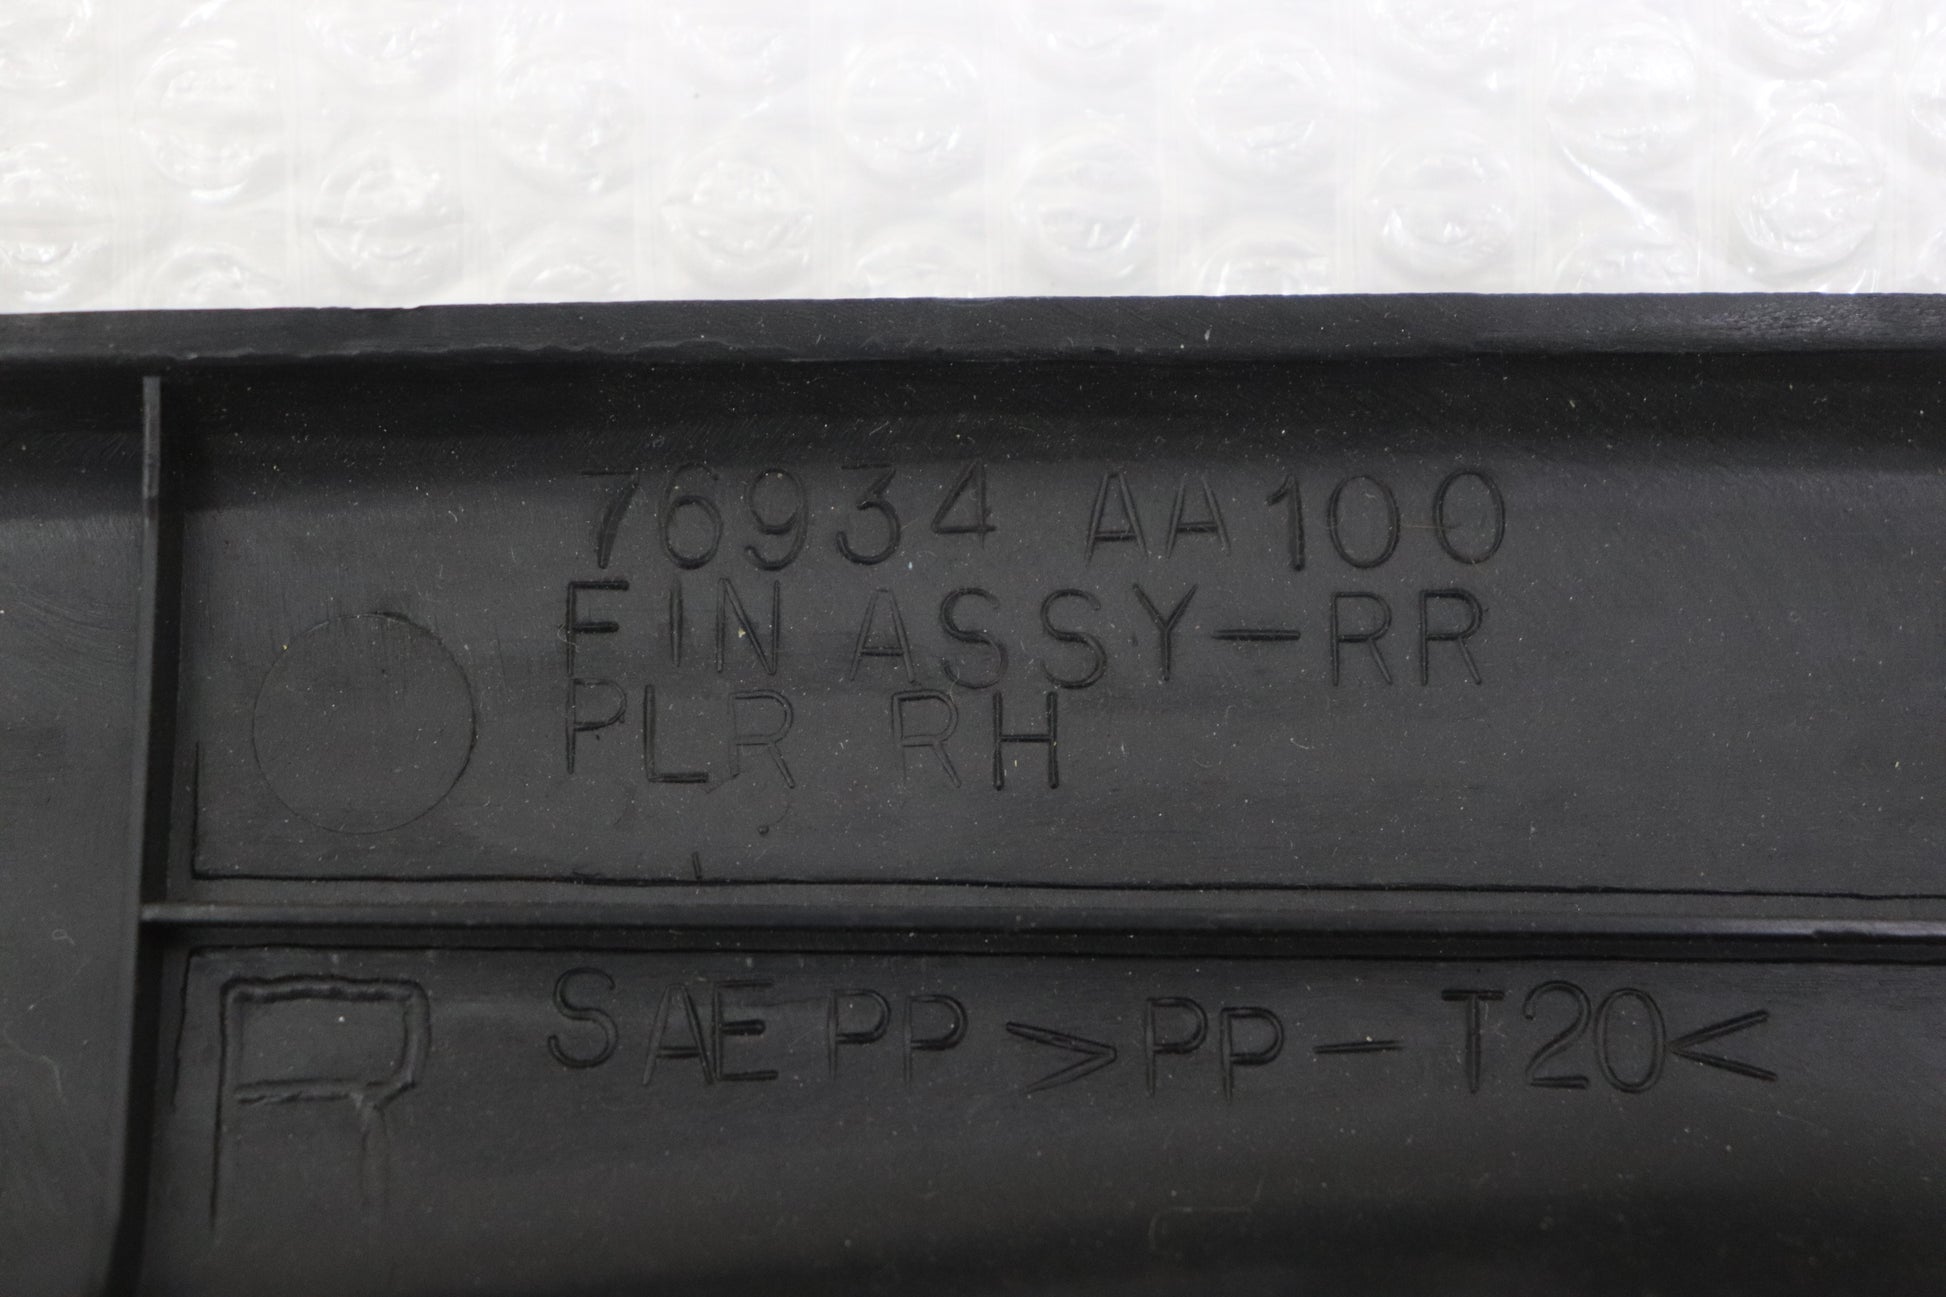 76934 AA100
FIN ASSY-RR
PLR RH
R
SAE PP >PP-T20<